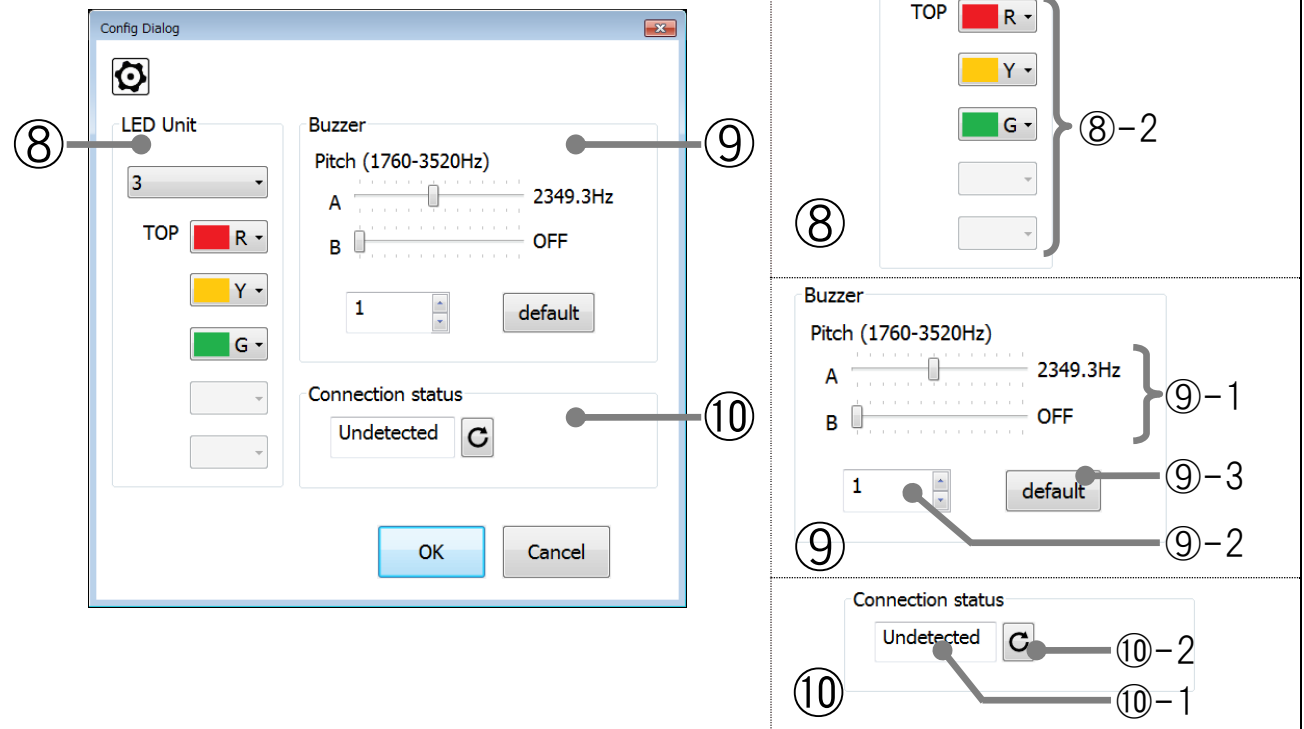 Config Dialog
⑧
LED Unit
3
TOP
R
Y
G
Buzzer
⑨
Pitch (1760-3520Hz)
A
2349.3Hz
B
OFF
1
default
Connection status
⑩
Undetected
OK
Cancel
TOP
R
Y
G
⑧-2
⑧
Buzzer
Pitch (1760-3520Hz)
A
2349.3Hz
B
OFF
⑨-1
1
default
⑨-3
⑨-2
⑨
Connection status
Undetected
⑩-2
⑩-1
⑩